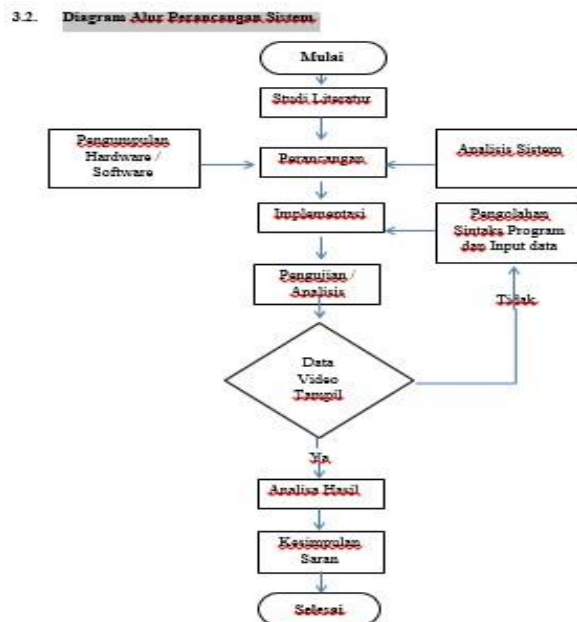 3.2. Diagram Alur Perancangan Sistem
Mulai
Studi Literatur
Pengumpulan
Hardware /
Software
Perancangan
Analisis Sistem
Implementasi
Pengolahan
Sintaks Program
dan Input data
Pengujian /
Analisis
Tidak
Data
Video
Tampil
Ya
Analisa Hasil
Kesimpulan
Saran
Selesai